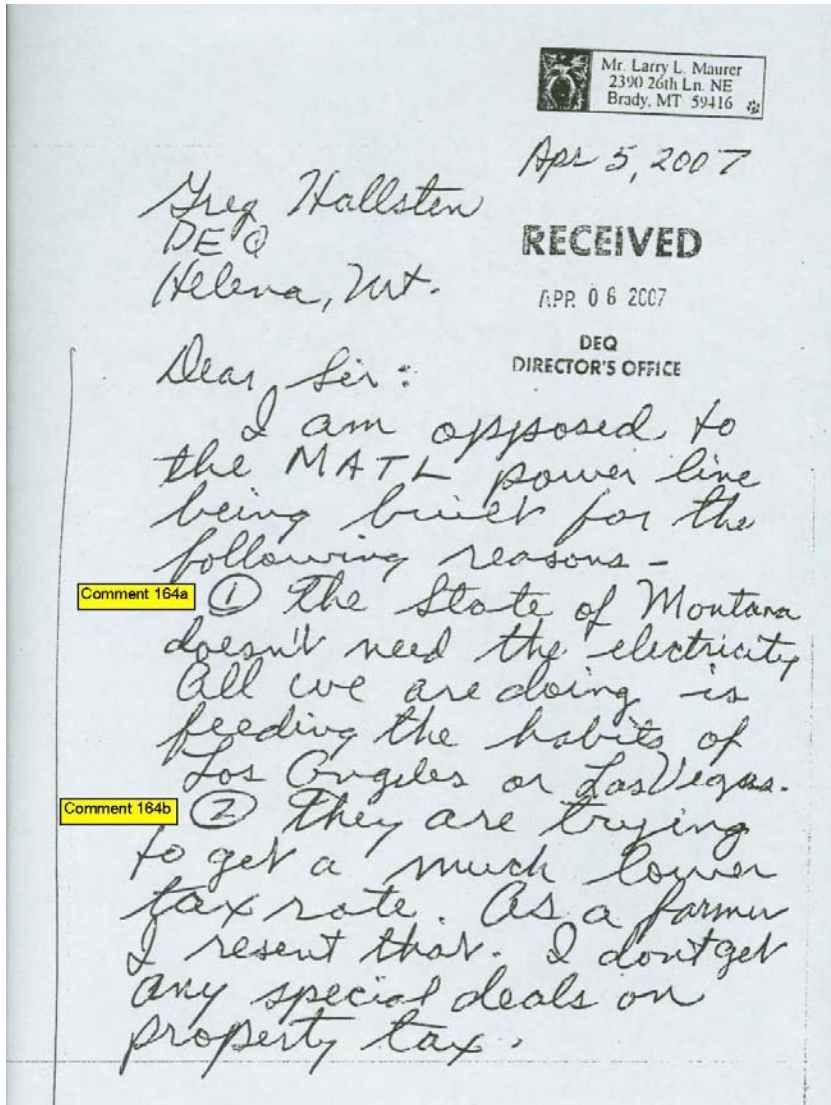 Mr. Larry L. Maurer
2390 26th Ln. NE
Brady, MT 59416
Apr 5, 2007
Greg Hallsten
DEQ
Helena, Mt.
RECEIVED
APR 06 2007
DEQ
DIRECTOR'S OFFICE
Dear Sir:
I am opposed to
the MATL power line
being built for the
following reasons -
Comment 164a
① The State of Montana
doesn't need the electricity
All we are doing is
feeding the habits of
Los Angeles or Las Vegas.
Comment 164b
② They are trying
to get a much lower
tax rate. As a farmer
I resent that. I dont get
any special deals on
property tax.